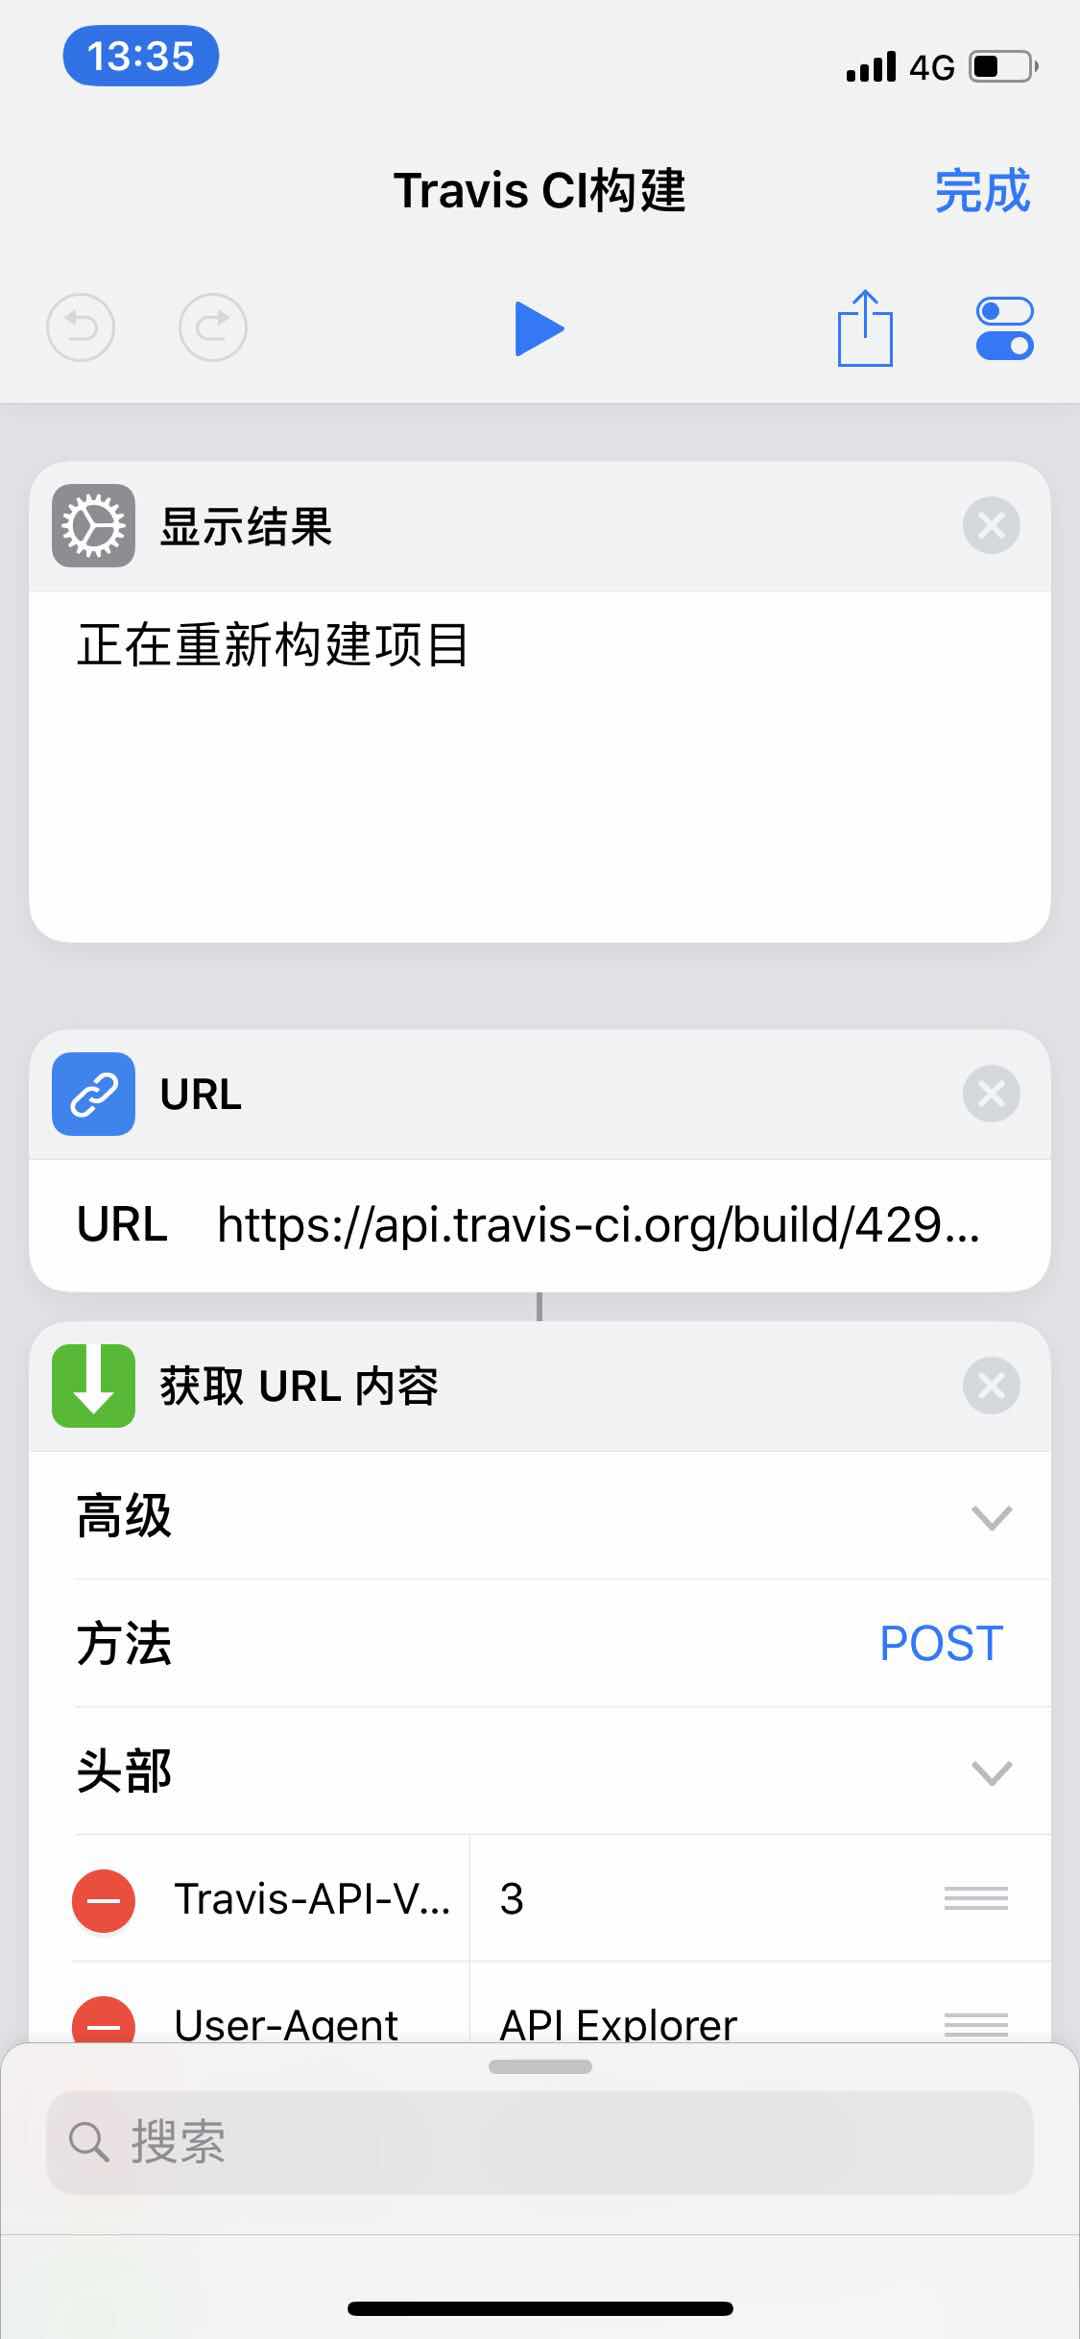 13:35
4G
Travis CI构建
完成
显示结果
正在重新构建项目
URL
URL https://api.travis-ci.org/build/429...
获取 URL 内容
高级
方法 POST
头部
Travis-API-V... 3
User-Agent API Explorer
搜索